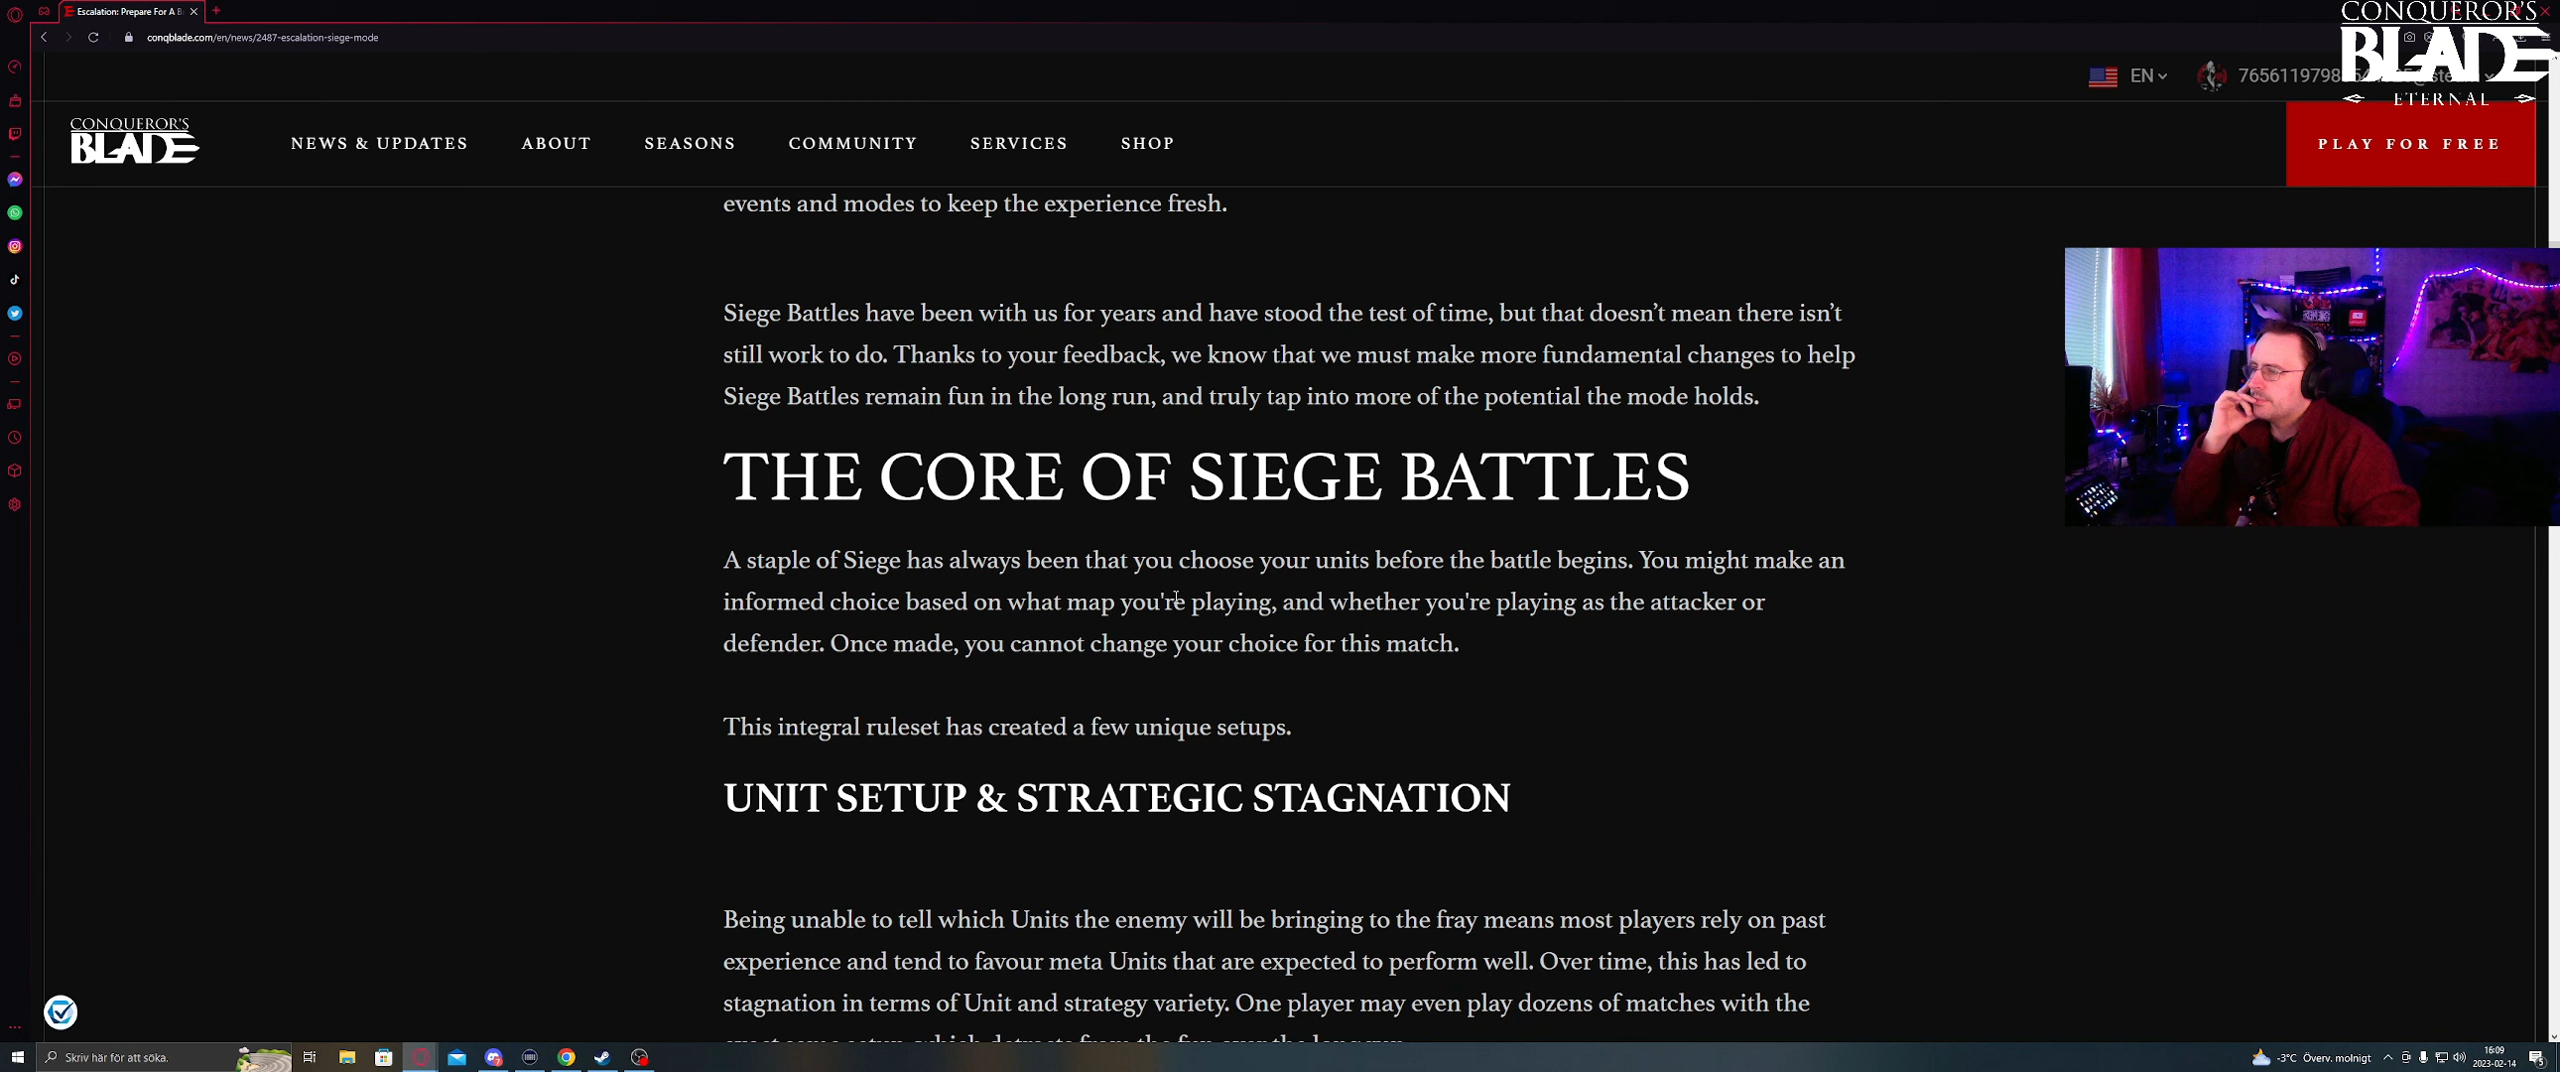 Escalation: Prepare For A B
conqblade.com/en/news/2487-escalation-siege-mode
CONQUEROR'S
BLADE
ETERNAL
EN
CONQUEROR'S
BLADE
NEWS & UPDATES
ABOUT
SEASONS
COMMUNITY
SERVICES
SHOP
PLAY FOR FREE
events and modes to keep the experience fresh.
Siege Battles have been with us for years and have stood the test of time, but that doesn’t mean there isn’t
still work to do. Thanks to your feedback, we know that we must make more fundamental changes to help
Siege Battles remain fun in the long run, and truly tap into more of the potential the mode holds.
THE CORE OF SIEGE BATTLES
A staple of Siege has always been that you choose your units before the battle begins. You might make an
informed choice based on what map you're playing, and whether you're playing as the attacker or
defender. Once made, you cannot change your choice for this match.
This integral ruleset has created a few unique setups.
UNIT SETUP & STRATEGIC STAGNATION
Being unable to tell which Units the enemy will be bringing to the fray means most players rely on past
experience and tend to favour meta Units that are expected to perform well. Over time, this has led to
stagnation in terms of Unit and strategy variety. One player may even play dozens of matches with the
Skriv här för att söka.
-3°C Överv. molnigt
16:09
2023-02-14